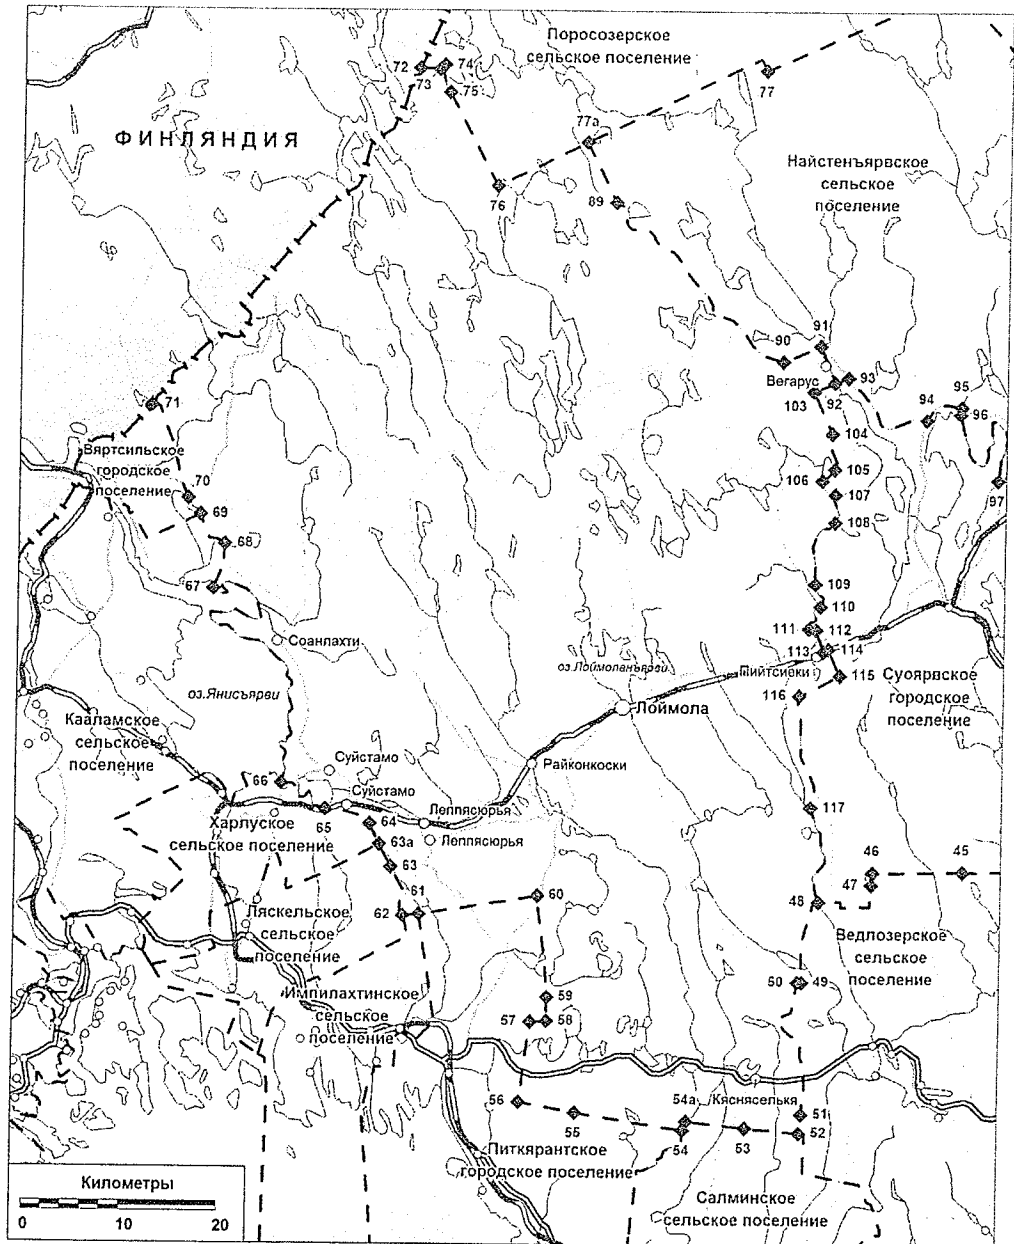 Поросозерское
сельское поселение
72
73
74
75
77
77а
ФИНЛЯНДИЯ
Найстенъярвское
сельское
поселение
76
89
91
90
Вегарус
93
92
103
71
94
95
96
104
Вяртсильское
городское
поселение
70
69
105
106
107
97
108
68
67
109
110
Соанлахти
111
112
113
114
оз.Лоймоланъярви
Пийтсиёки
115
Суоярвское
городское
поселение
оз.Янисъярви
116
Лоймола
Кааламское
сельское
поселение
Суйстамо
66
Райконкоски
Суйстамо
65
Леппясюрья
64
117
Харлуское
сельское поселение
63а
Леппясюрья
63
46
45
47
61
60
62
48
Ляскельское
сельское
поселение
Ведлозерское
сельское
поселение
50
49
Импилахтинское
сельское
поселение
59
57
58
56
54а
Кясняселькя
51
55
54
53
52
Питкярантское
городское поселение
Салминское
сельское поселение
Километры
0
10
20